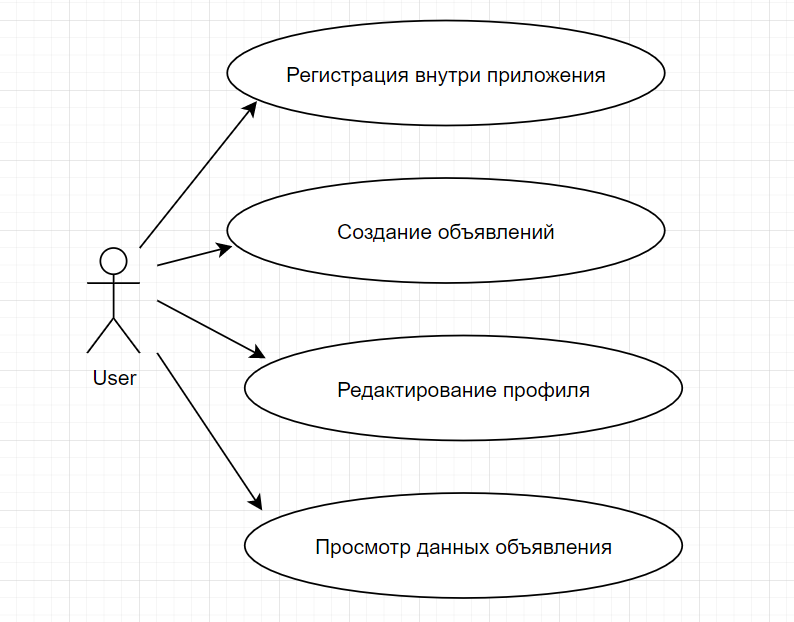 Регистрация внутри приложения
Создание объявлений
User
Редактирование профиля
Просмотр данных объявления